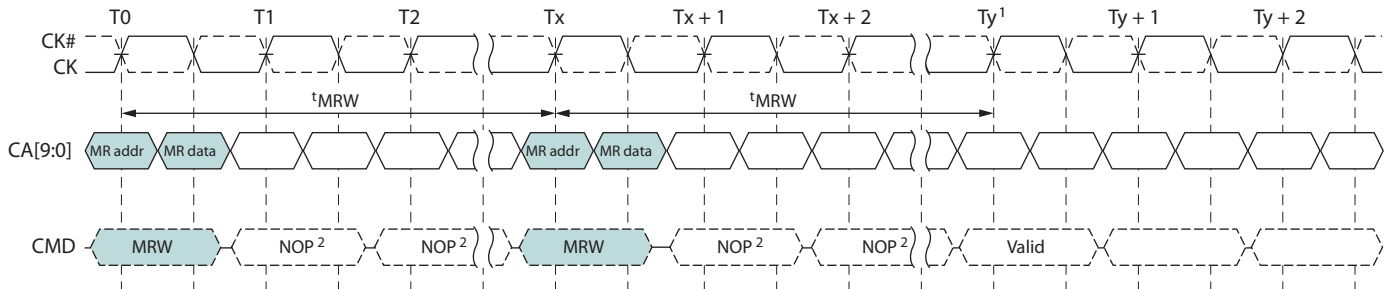 T0 T1 T2 Tx Tx + 1 Tx + 2 Ty¹ Ty + 1 Ty + 2
CK#
CK
ᵗMRW ᵗMRW
CA[9:0] MR addr MR data MR addr MR data
CMD MRW NOP ² NOP ² MRW NOP ² NOP ² Valid